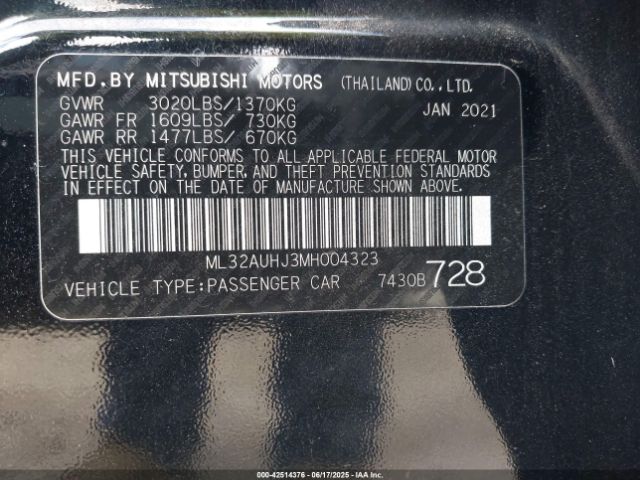 MFD.BY MITSUBISHI MOTORS (THAILAND)CO.,LTD.
GVWR 3020LBS/1370KG JAN 2021
GAWR FR 1609LBS/ 730KG
GAWR RR 1477LBS/ 670KG
THIS VEHICLE CONFORMS TO ALL APPLICABLE FEDERAL MOTOR
VEHICLE SAFETY, BUMPER, AND THEFT PREVENTION STANDARDS
IN EFFECT ON THE DATE OF MANUFACTURE SHOWN ABOVE.
ML32AUHJ3MH004323
VEHICLE TYPE:PASSENGER CAR 7430B 728
000-42514376 - 06/17/2025 - IAA Inc.